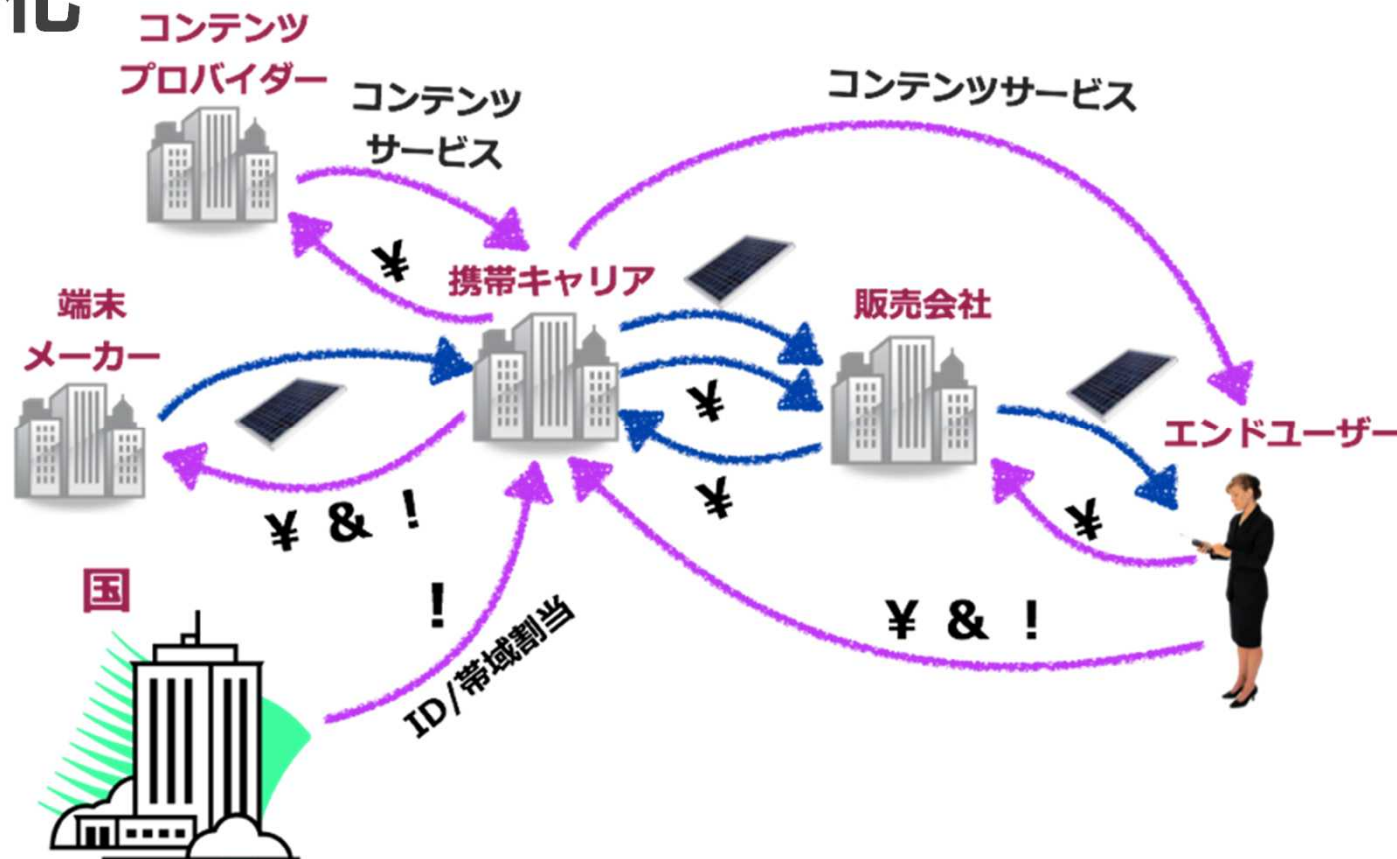 化
コンテンツ
プロバイダー
コンテンツ
サービス
コンテンツサービス
¥
携帯キャリア
端末
メーカー
販売会社
¥
エンドユーザー
¥
¥
¥ & !
国
!
ID/帯域割当
¥ & !